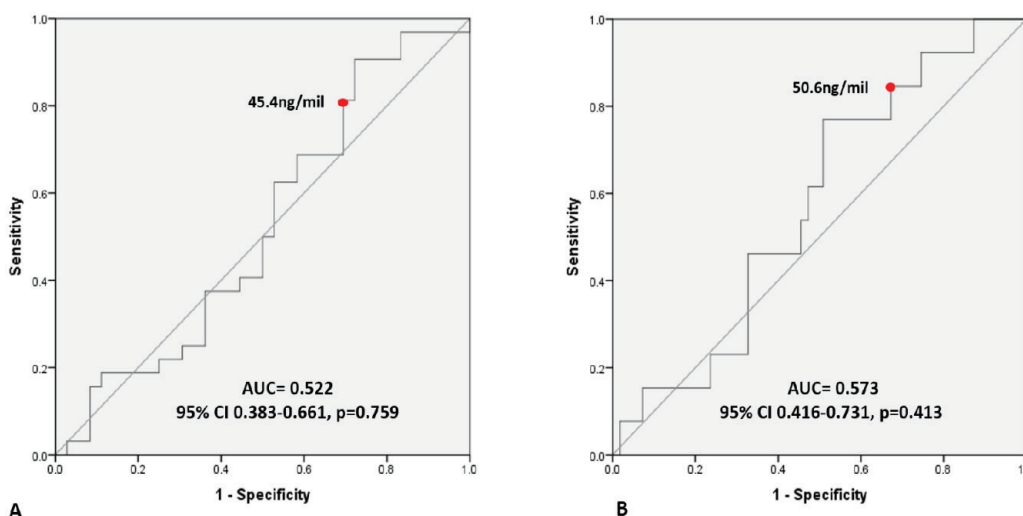 1.0
0.8
0.6
0.4
0.2
0.0
Sensitivity
45.4ng/mil
AUC= 0.522
95% CI 0.383-0.661, p=0.759
0.0 0.2 0.4 0.6 0.8 1.0
1 - Specificity
A
1.0
0.8
0.6
0.4
0.2
0.0
Sensitivity
50.6ng/mil
AUC= 0.573
95% CI 0.416-0.731, p=0.413
0.0 0.2 0.4 0.6 0.8
1 - Specificity
B